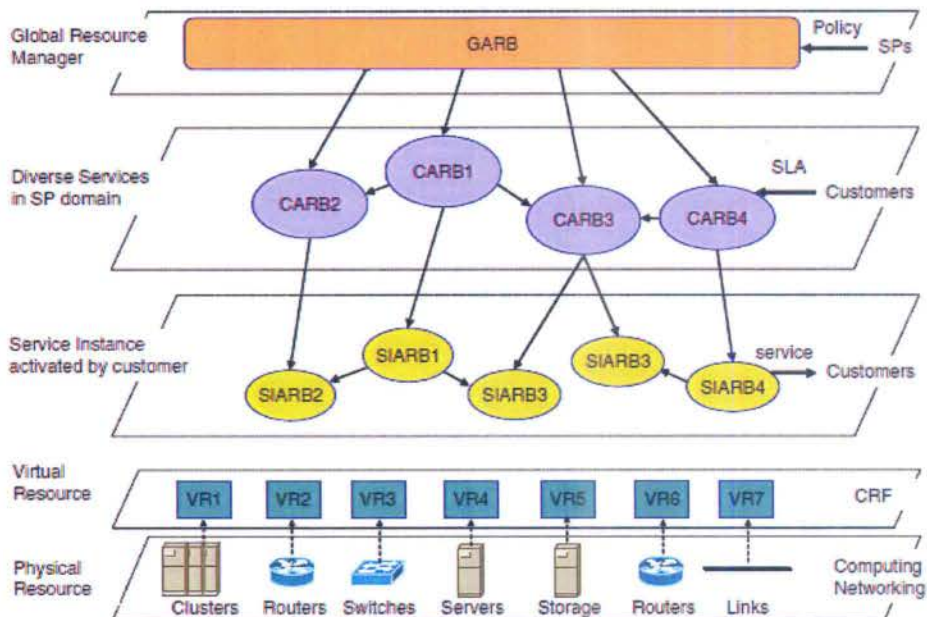 Global Resource
Manager
GARB
Policy
SPs
Diverse Services
in SP domain
CARB1
CARB2
CARB3
CARB4
SLA
Customers
Service Instance
activated by customer
SIARB1
SIARB2
SIARB3
SIARB3
SIARB4
service
Customers
Virtual
Resource
VR1
VR2
VR3
VR4
VR5
VR6
VR7
CRF
Physical
Resource
Clusters
Routers
Switches
Servers
Storage
Routers
Links
Computing
Networking